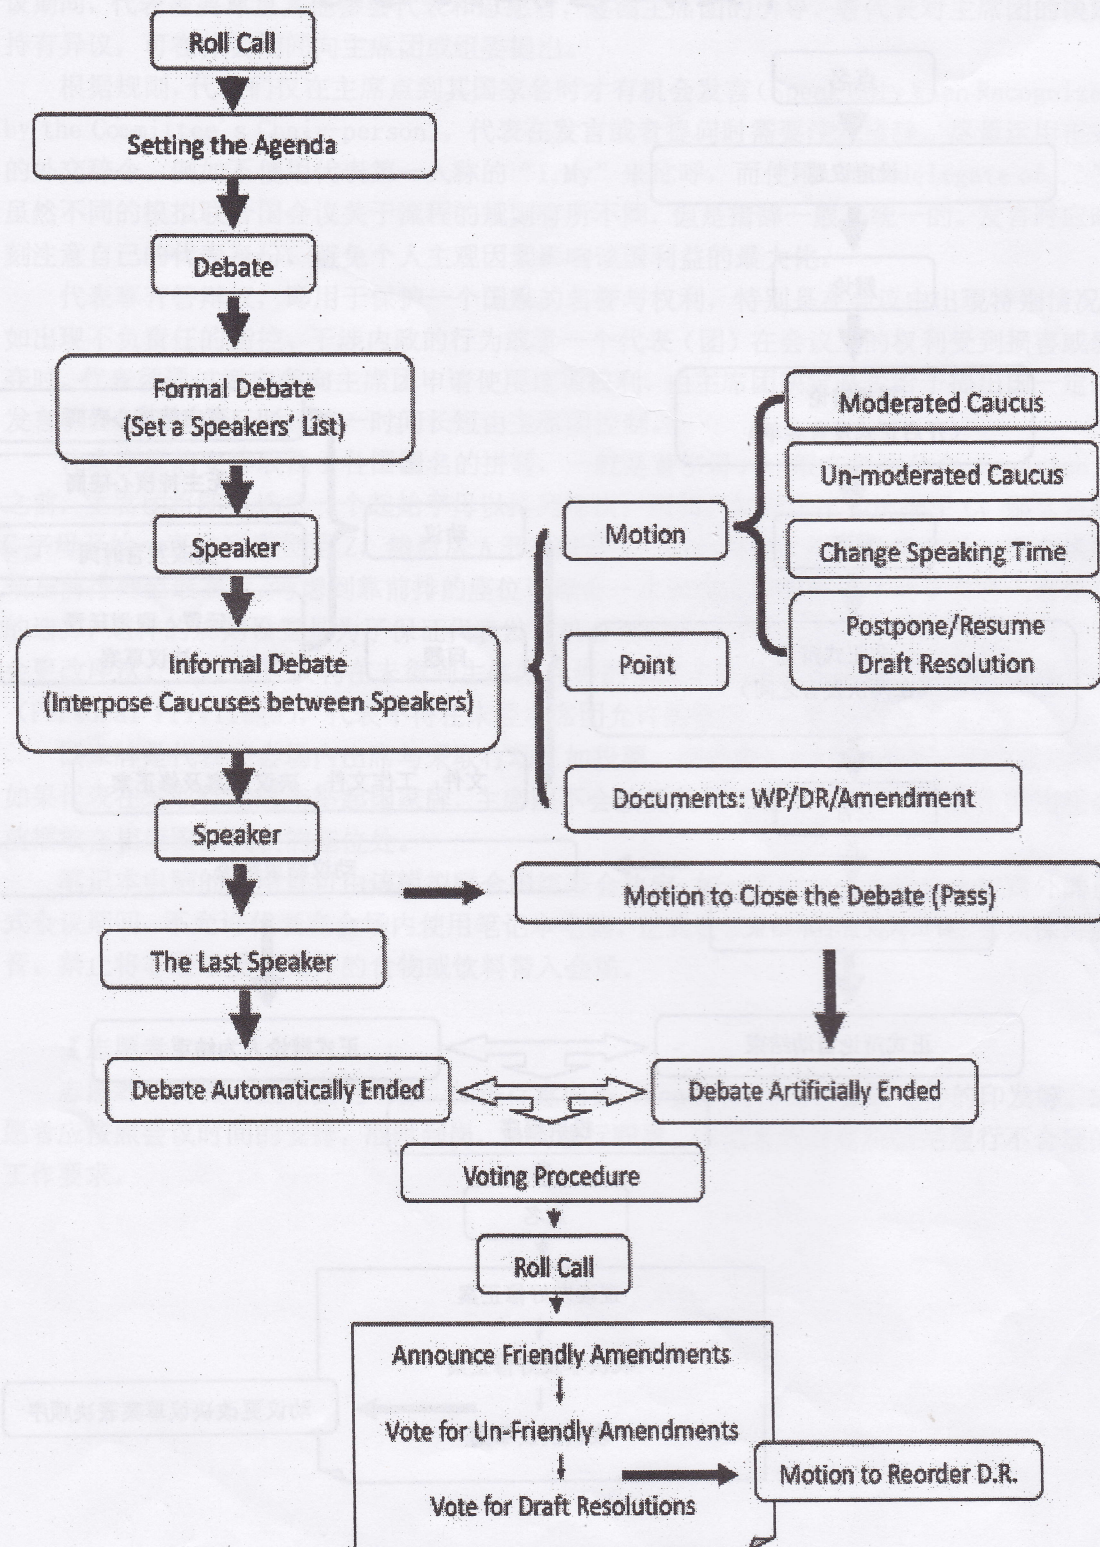 Roll Call
Setting the Agenda
Debate
Formal Debate
(Set a Speakers' List)
Speaker
Informal Debate
(Interpose Caucuses between Speakers)
Motion
Moderated Caucus
Un-moderated Caucus
Change Speaking Time
Postpone/Resume
Draft Resolution
Point
Documents: WP/DR/Amendment
Speaker
Motion to Close the Debate (Pass)
The Last Speaker
Debate Automatically Ended
Debate Artificially Ended
Voting Procedure
Roll Call
Announce Friendly Amendments
Vote for Un-Friendly Amendments
Motion to Reorder D.R.
Vote for Draft Resolutions